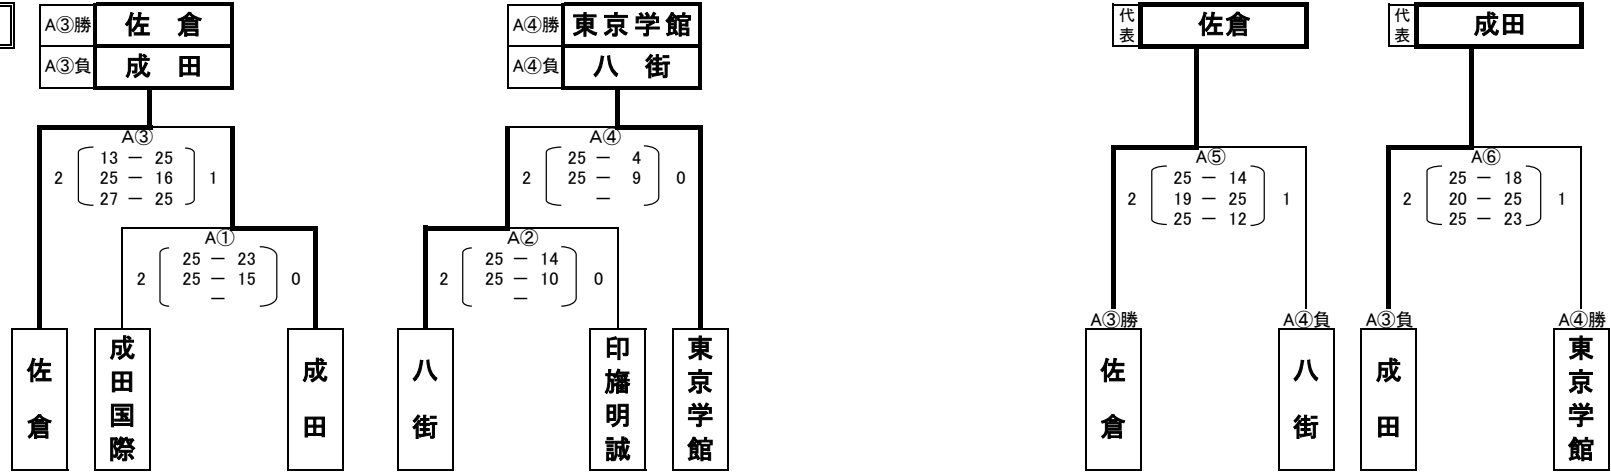 A③勝 佐 倉
A③負 成 田
A④勝 東京学館
A④負 八 街
代表 佐倉
代表 成田
A③
13 － 25
2 25 － 16 1
27 － 25
A④
25 － 4
2 25 － 9 0
－
A⑤
25 － 14
2 19 － 25 1
25 － 12
A⑥
25 － 18
2 20 － 25 1
25 － 23
A①
25 － 23
2 25 － 15 0
－
A②
25 － 14
2 25 － 10 0
－
A③勝
A④負
A③負
A④勝
佐倉
成田国際
成田
八街
印旛明誠
東京学館
佐倉
八街
成田
東京学館